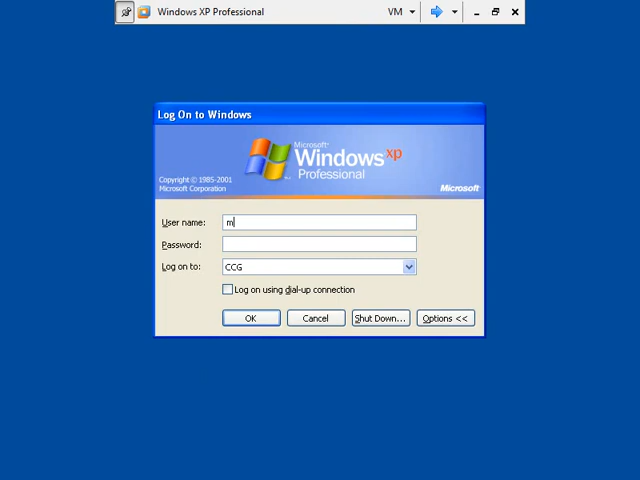 Windows XP Professional
VM
Log On to Windows
Microsoft
Windows xp
Professional
Copyright © 1985-2001
Microsoft Corporation
Microsoft
User name: m
Password:
Log on to: CCG
Log on using dial-up connection
OK Cancel Shut Down... Options <<